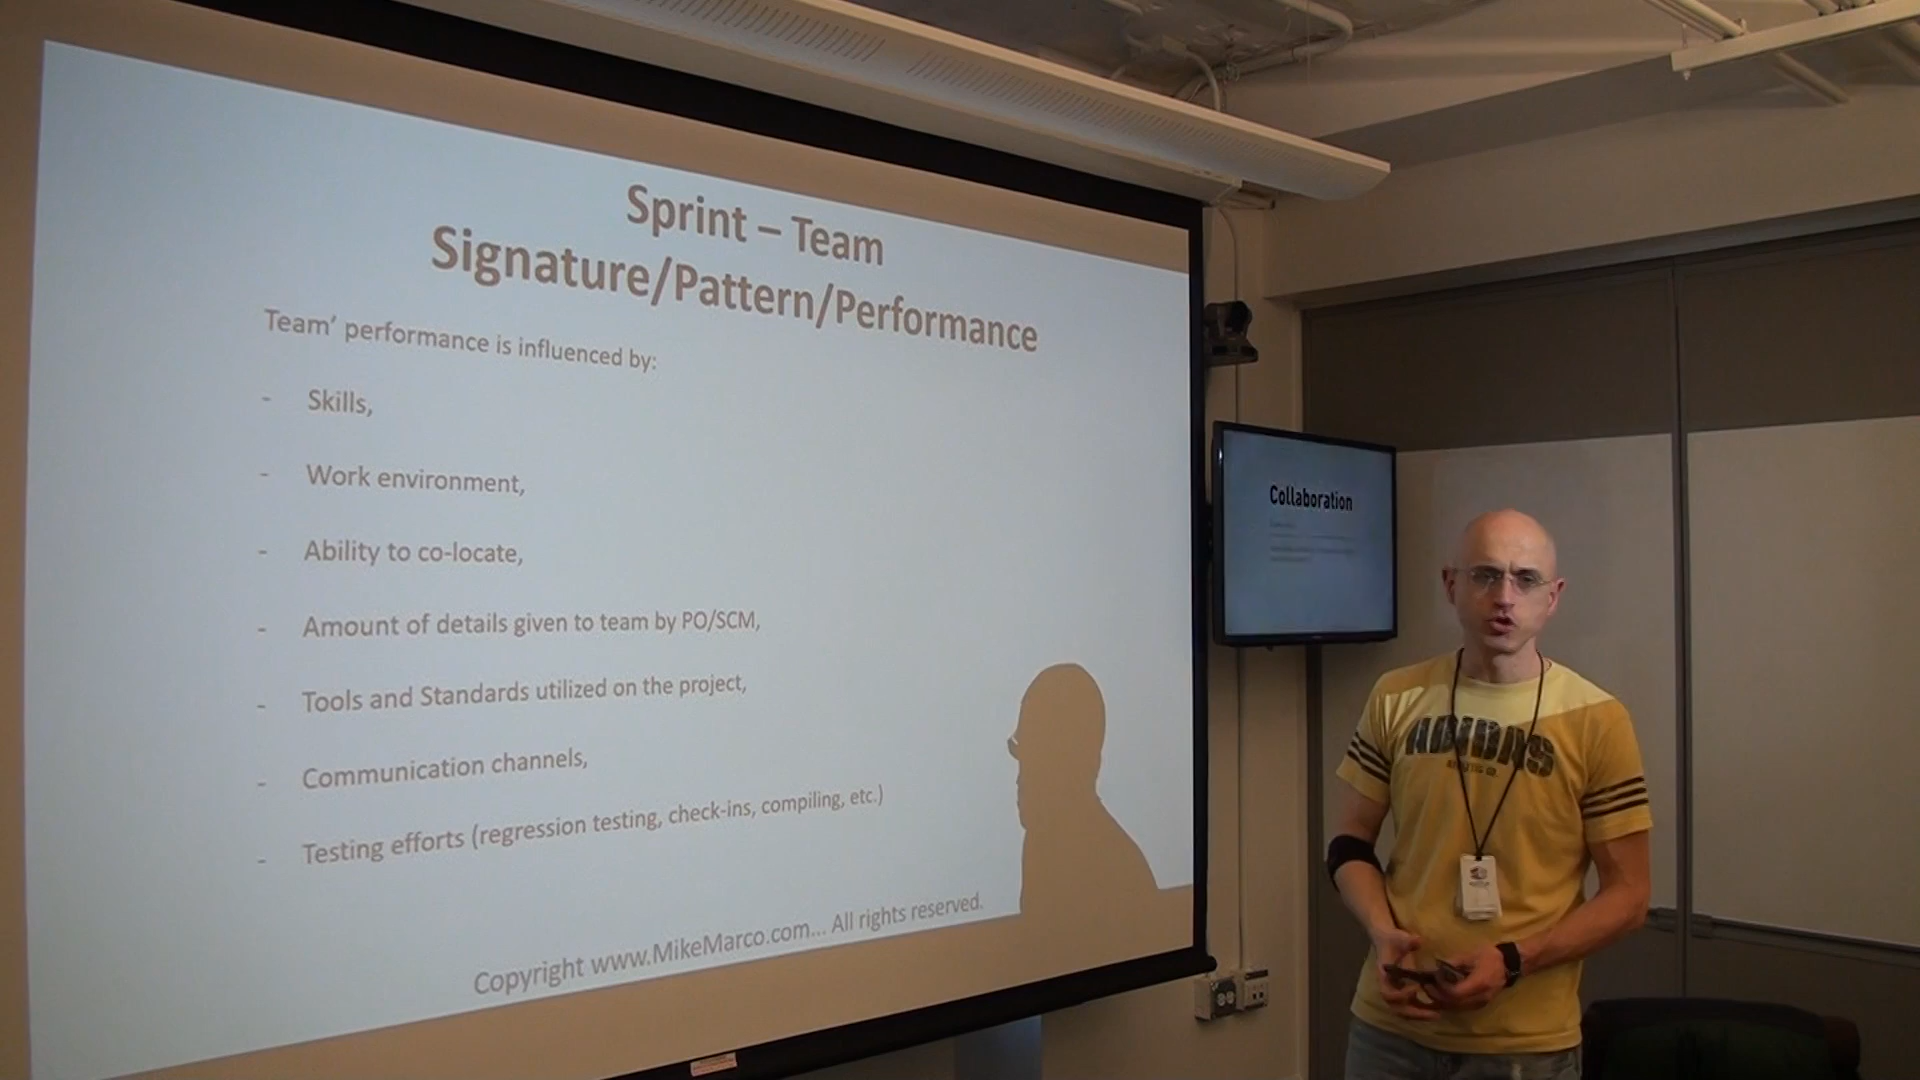 Sprint – Team
Signature/Pattern/Performance
Team’ performance is influenced by:
- Skills,
- Work environment,
- Ability to co-locate,
- Amount of details given to team by PO/SCM,
- Tools and Standards utilized on the project,
- Communication channels,
- Testing efforts (regression testing, check-ins, compiling, etc.)
Copyright www.MikeMarco.com... All rights reserved.
Collaboration
ADIDAS